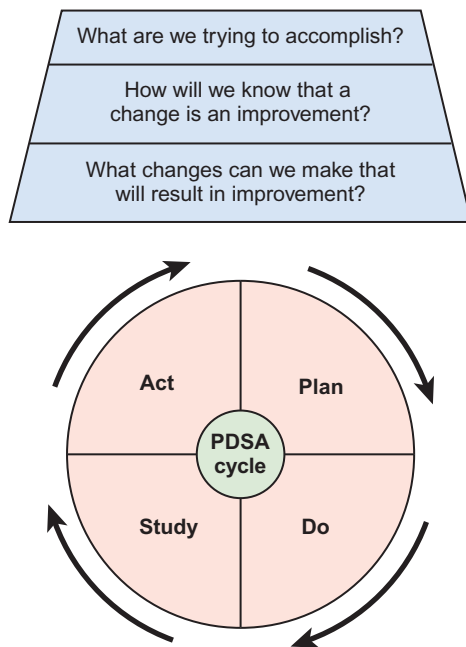 What are we trying to accomplish?
How will we know that a
change is an improvement?
What changes can we make that
will result in improvement?
Act
Plan
PDSA
cycle
Study
Do